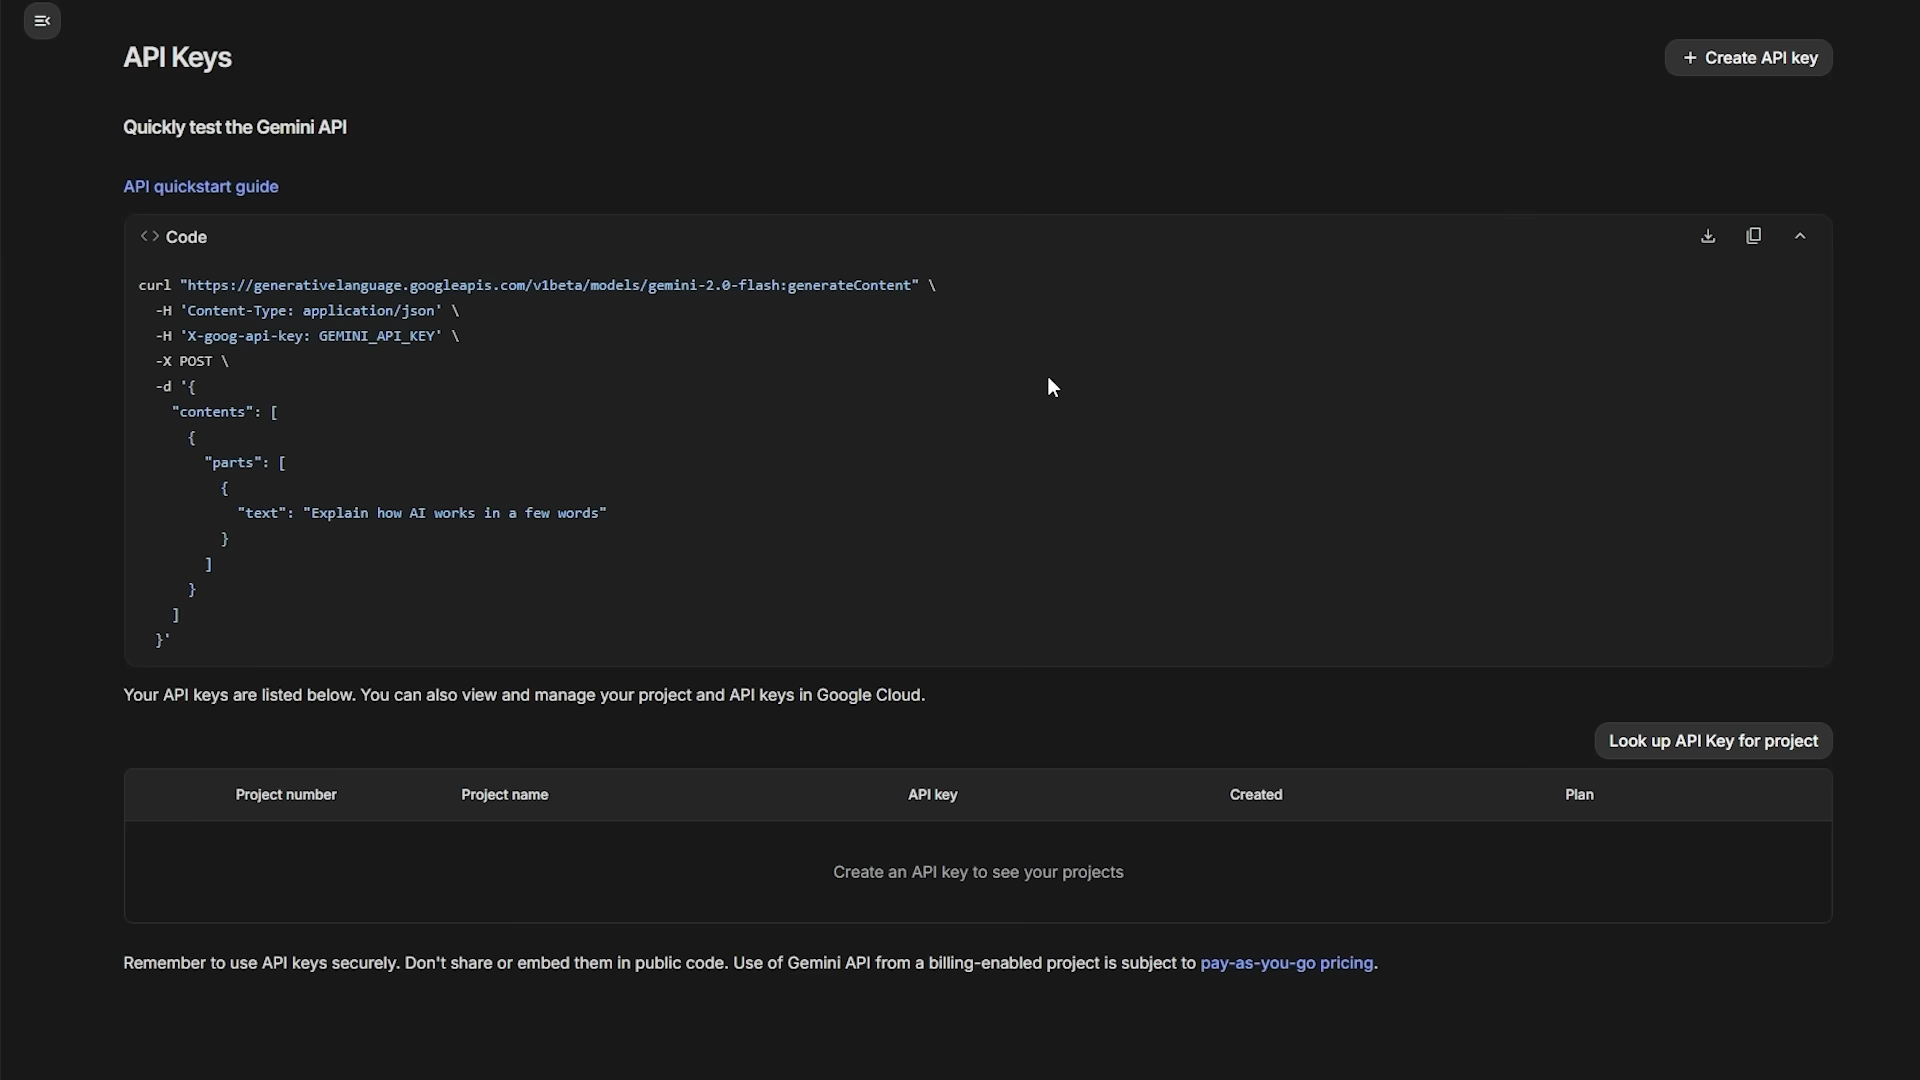 API Keys
+ Create API key
Quickly test the Gemini API
API quickstart guide
<> Code
curl "https://generativelanguage.googleapis.com/v1beta/models/gemini-2.0-flash:generateContent" \
-H 'Content-Type: application/json' \
-H 'X-goog-api-key: GEMINI_API_KEY' \
-X POST \
-d '{
"contents": [
{
"parts": [
{
"text": "Explain how AI works in a few words"
}
]
}
]
}'
Your API keys are listed below. You can also view and manage your project and API keys in Google Cloud.
Look up API Key for project
Project number Project name API key Created Plan
Create an API key to see your projects
Remember to use API keys securely. Don't share or embed them in public code. Use of Gemini API from a billing-enabled project is subject to pay-as-you-go pricing.